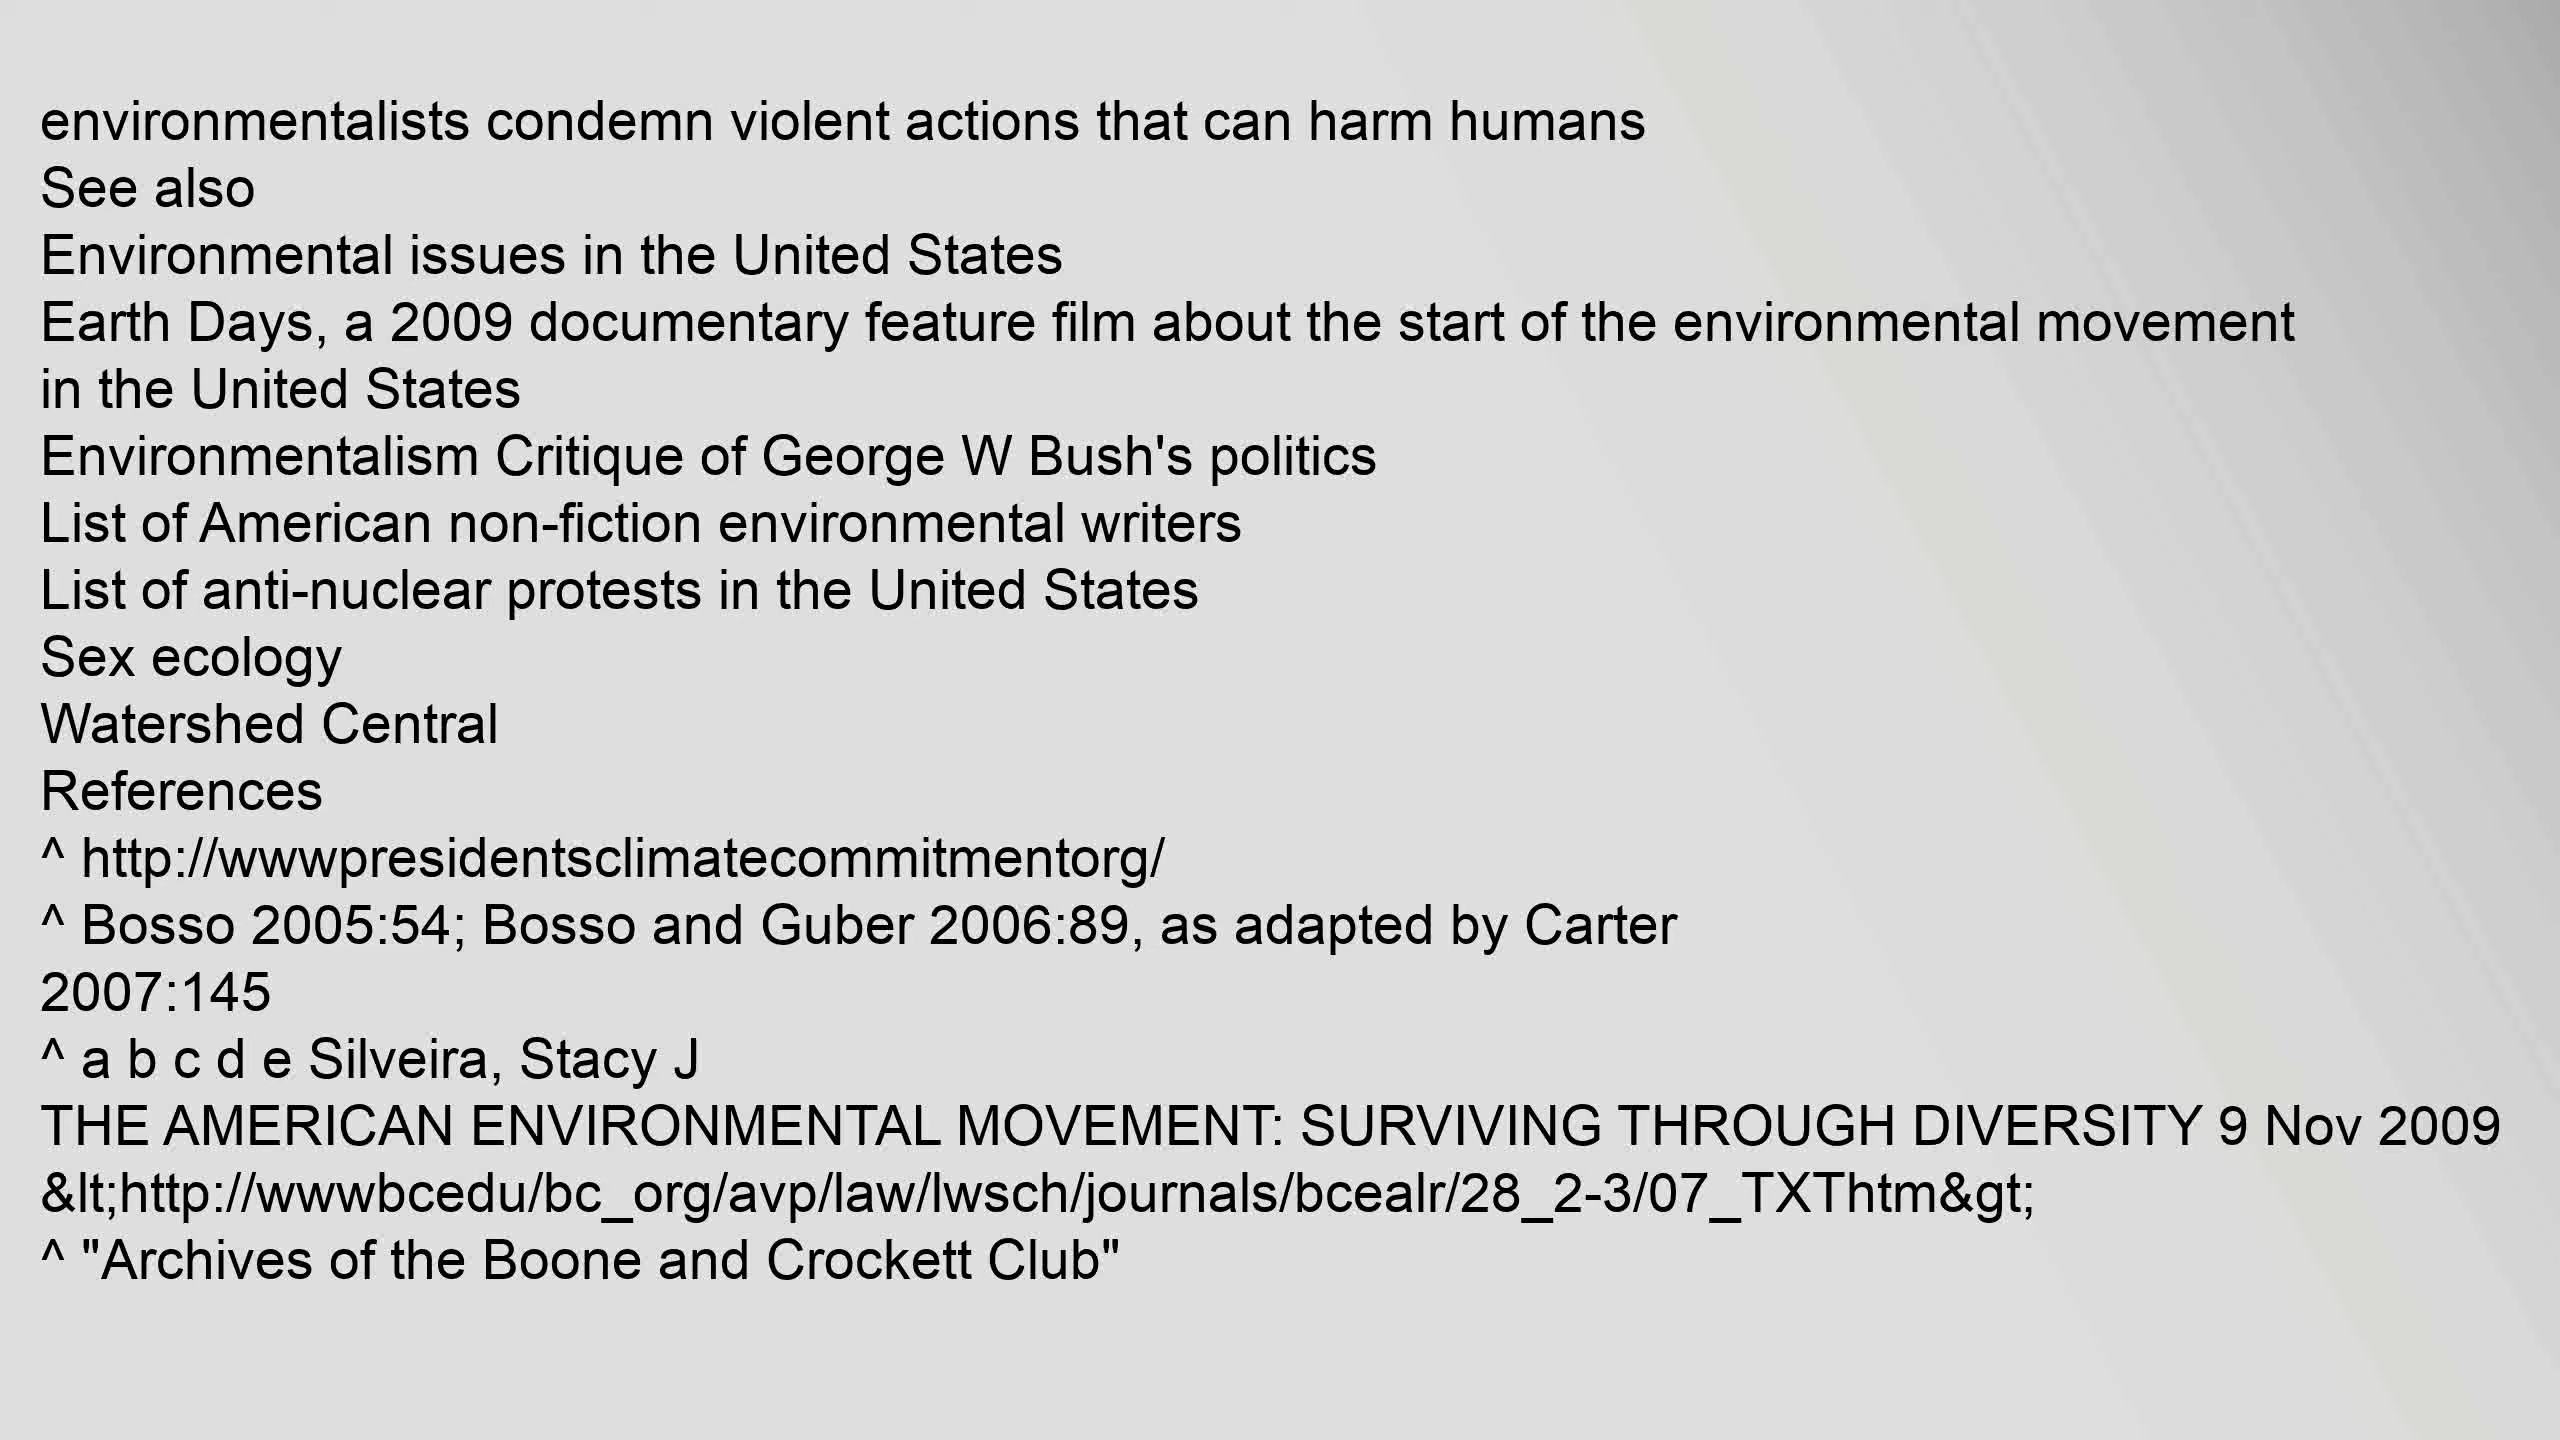 environmentalists condemn violent actions that can harm humans
See also
Environmental issues in the United States
Earth Days, a 2009 documentary feature film about the start of the environmental movement
in the United States
Environmentalism Critique of George W Bush's politics
List of American non-fiction environmental writers
List of anti-nuclear protests in the United States
Sex ecology
Watershed Central
References
^ http://wwwpresidentsclimatecommitmentorg/
^ Bosso 2005:54; Bosso and Guber 2006:89, as adapted by Carter
2007:145
^ a b c d e Silveira, Stacy J
THE AMERICAN ENVIRONMENTAL MOVEMENT: SURVIVING THROUGH DIVERSITY 9 Nov 2009
&lt;http://wwwbcedu/bc_org/avp/law/lwsch/journals/bcealr/28_2-3/07_TXThtm&gt;
^ "Archives of the Boone and Crockett Club"